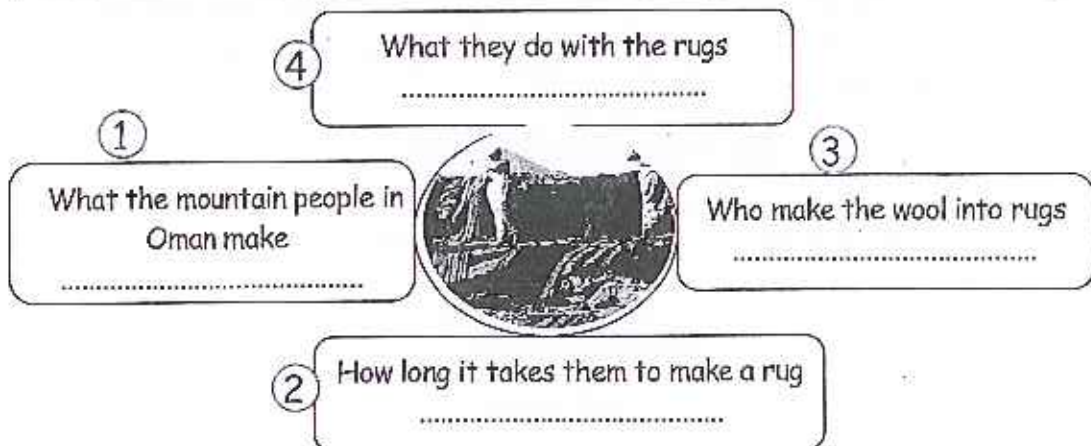 ④
What they do with the rugs
..........................................
①
What the mountain people in
Oman make
..........................................
③
Who make the wool into rugs
..........................................
②
How long it takes them to make a rug
..........................................